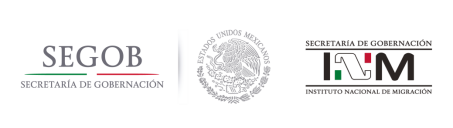 SEGOB
SECRETARÍA DE GOBERNACIÓN
ESTADOS UNIDOS MEXICANOS
SECRETARÍA DE GOBERNACIÓN
INM
INSTITUTO NACIONAL DE MIGRACIÓN